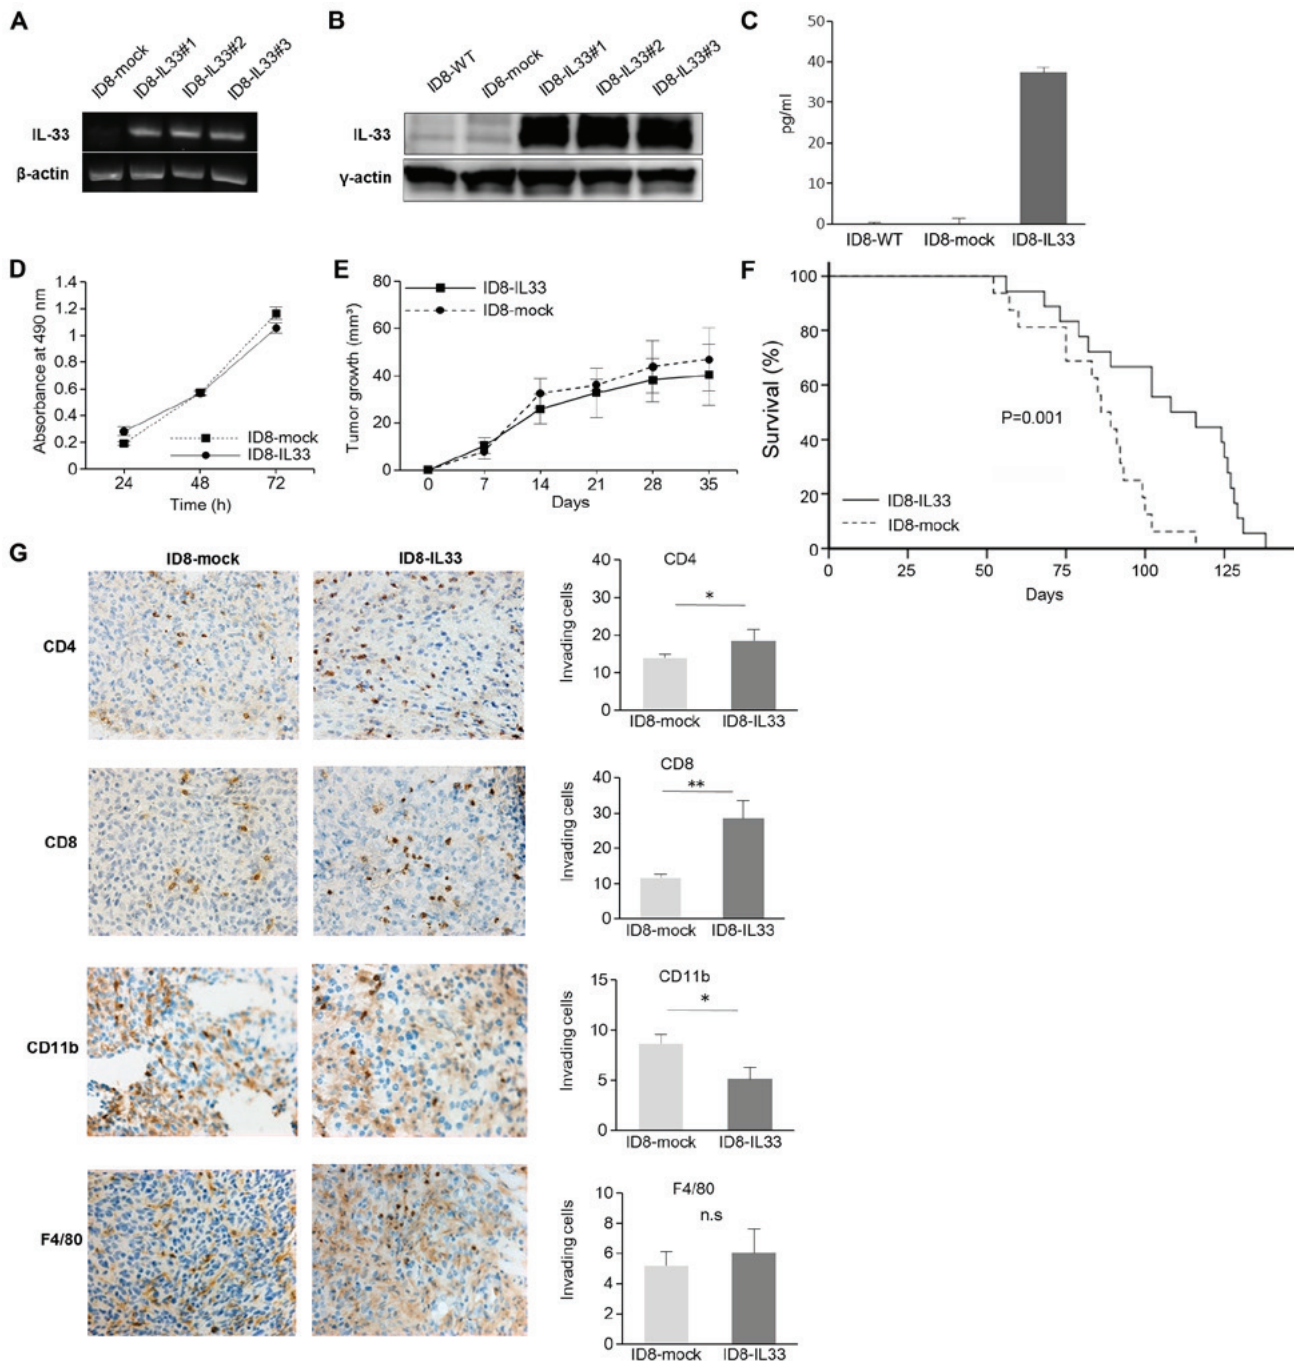 A
ID8-mock
ID8-IL33#1
ID8-IL33#2
ID8-IL33#3
IL-33
β-actin
B
ID8-WT
ID8-mock
ID8-IL33#1
ID8-IL33#2
ID8-IL33#3
IL-33
γ-actin
C
pg/ml
50
40
30
20
10
0
ID8-WT ID8-mock ID8-IL33
D
Absorbance at 490 nm
1.4
1.2
1
0.8
0.6
0.4
0.2
0
ID8-mock
ID8-IL33
24 48 72
Time (h)
E
Tumor growth (mm³)
80
60
40
20
0
ID8-IL33
ID8-mock
0 7 14 21 28 35
Days
F
Survival (%)
100
80
60
40
20
0
P=0.001
ID8-IL33
ID8-mock
0 25 50 75 100 125
Days
G
ID8-mock ID8-IL33
CD4
Invading cells
40
30
20
10
0
CD4
*
ID8-mock ID8-IL33
CD8
Invading cells
40
30
20
10
0
CD8
**
ID8-mock ID8-IL33
CD11b
Invading cells
15
10
5
0
CD11b
*
ID8-mock ID8-IL33
F4/80
Invading cells
10
8
6
4
2
0
F4/80
n.s
ID8-mock ID8-IL33